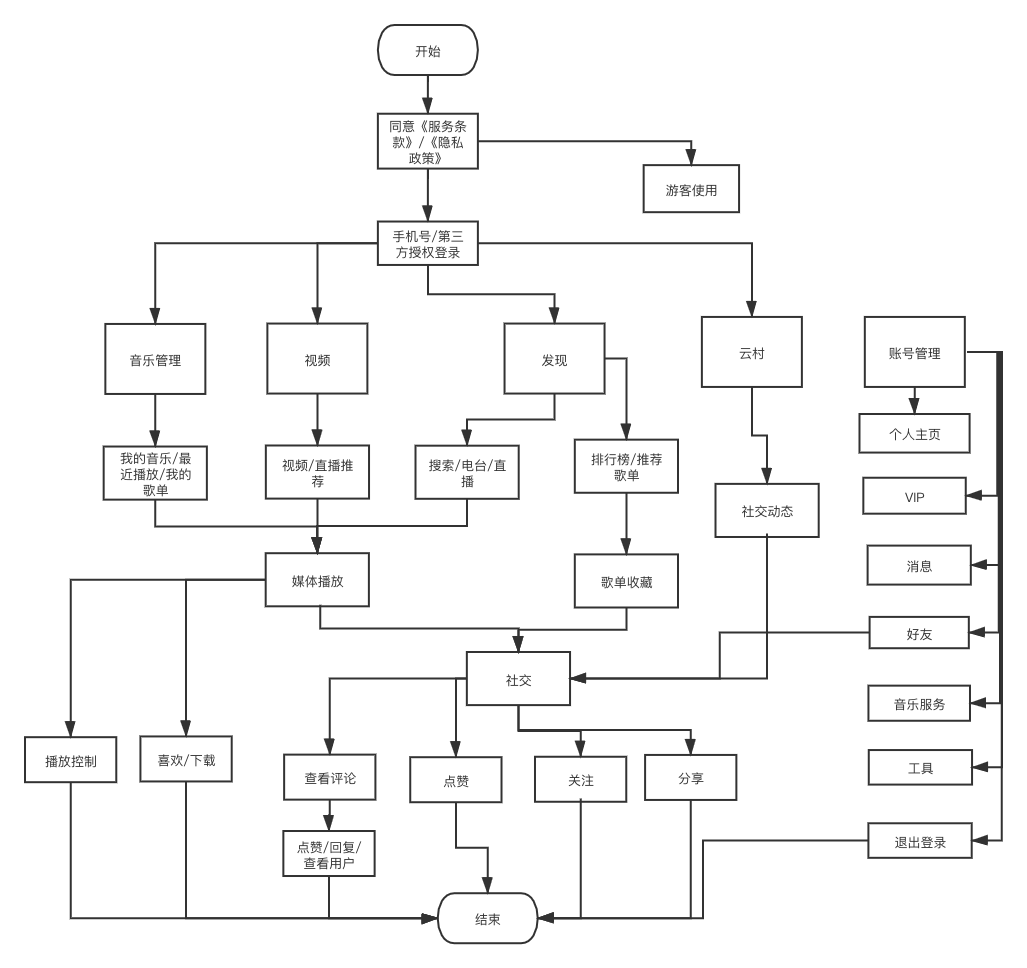 开始
同意《服务条
款》/《隐私
政策》
游客使用
手机号/第三
方授权登录
音乐管理
视频
发现
云村
账号管理
个人主页
我的音乐/最
近播放/我的
歌单
视频/直播推
荐
搜索/电台/直
播
排行榜/推荐
歌单
社交动态
VIP
消息
媒体播放
歌单收藏
好友
社交
音乐服务
播放控制
喜欢/下载
查看评论
点赞
关注
分享
工具
点赞/回复/
查看用户
退出登录
结束